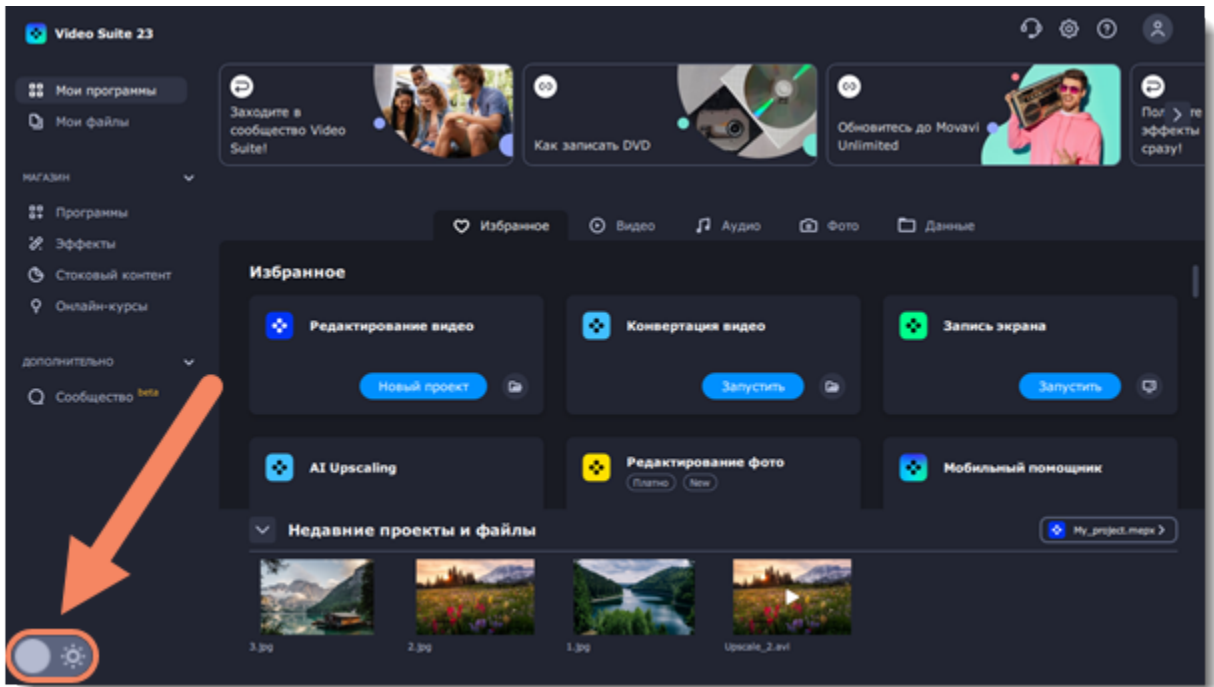 Video Suite 23
Мои программы
Мои файлы
МАГАЗИН
Программы
Эффекты
Стоковый контент
Онлайн-курсы
ДОПОЛНИТЕЛЬНО
Сообщество beta
Заходите в
сообщество Video
Suite!
Как записать DVD
Обновитесь до Movavi
Unlimited
эффекты
сразу!
Избранное
Видео
Аудио
Фото
Данные
Избранное
Редактирование видео
Новый проект
Конвертация видео
Запустить
Запись экрана
Запустить
AI Upscaling
Редактирование фото
Платно
New
Мобильный помощник
Недавние проекты и файлы
My_project.mepx
3.jpg
2.jpg
1.jpg
Upscale_2.avi